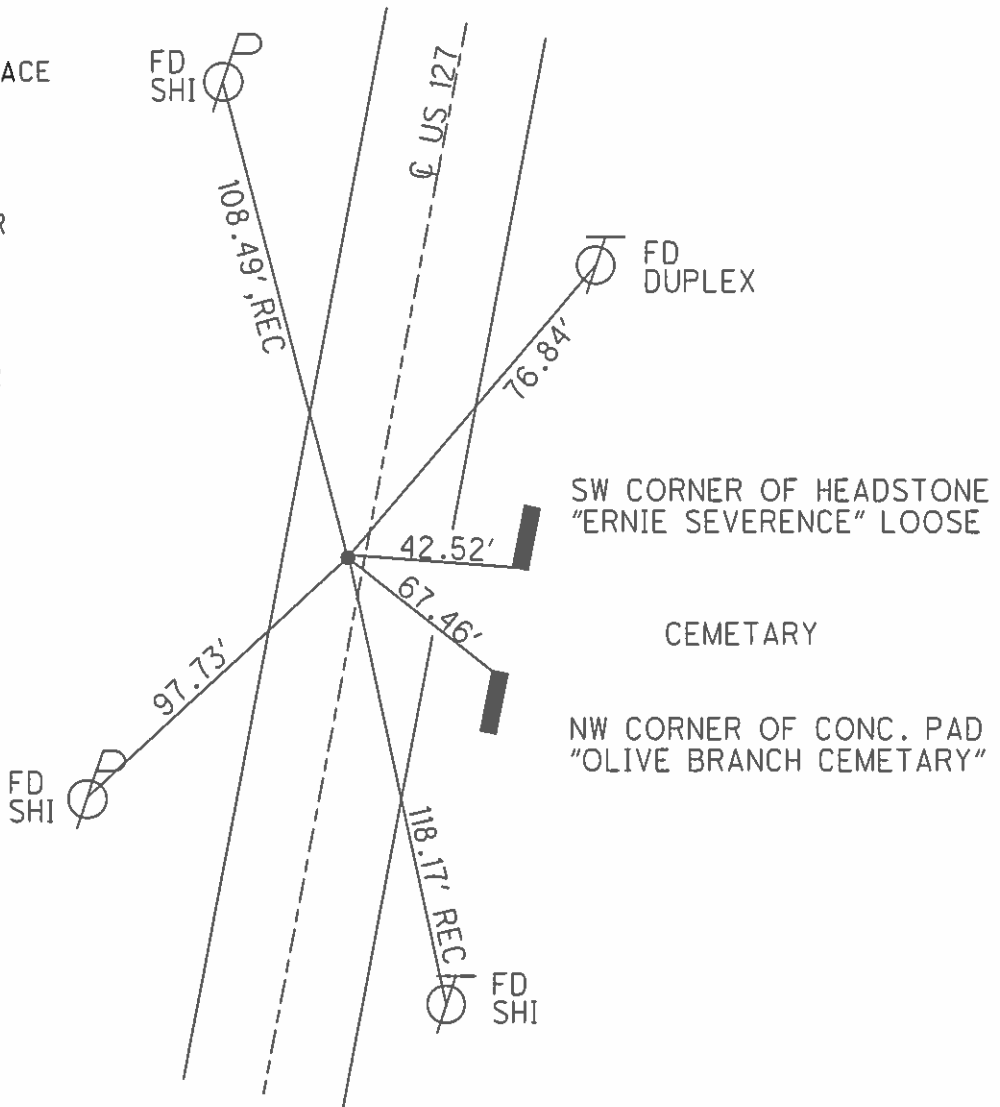 ACE
FD
SHI
℄ US 127
108.49',REC
R
FD
DUPLEX
76.84'
SW CORNER OF HEADSTONE
"ERNIE SEVERENCE" LOOSE
42.52'
67.46'
CEMETARY
97.73'
NW CORNER OF CONC. PAD
"OLIVE BRANCH CEMETARY"
FD
SHI
118.17' REC
FD
SHI